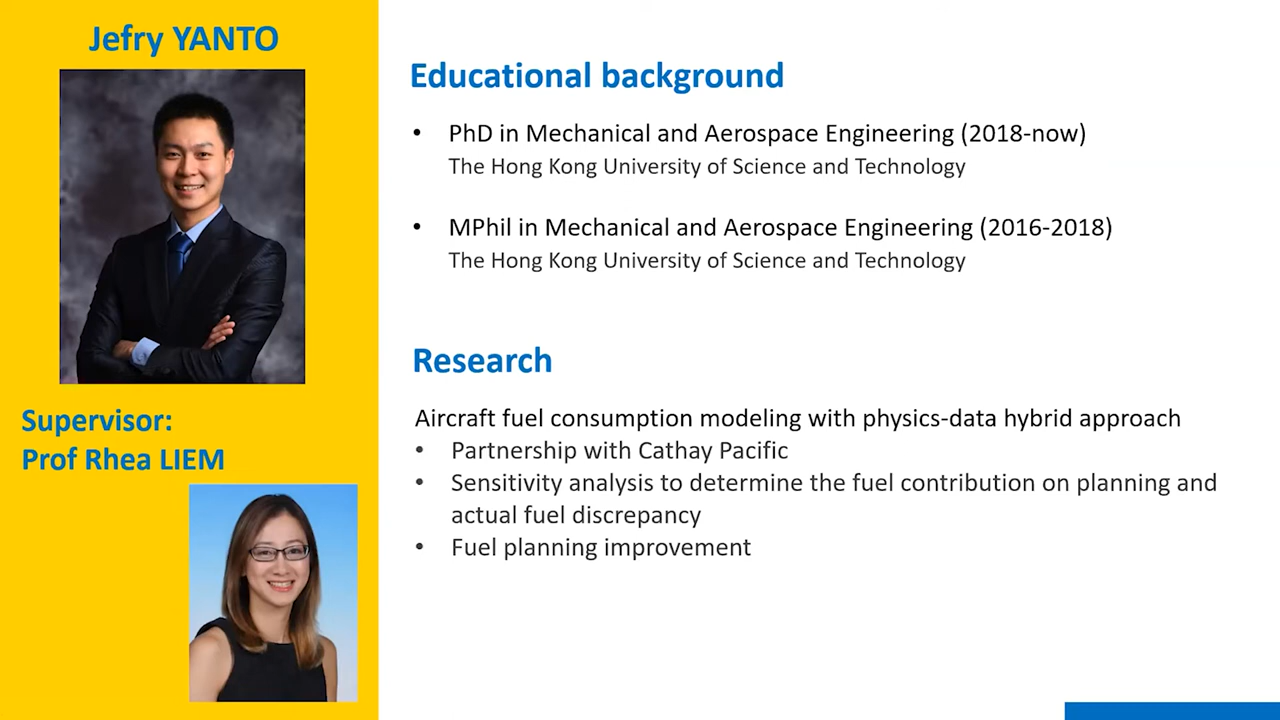 Jefry YANTO
Supervisor:
Prof Rhea LIEM
Educational background
• PhD in Mechanical and Aerospace Engineering (2018-now)
The Hong Kong University of Science and Technology
• MPhil in Mechanical and Aerospace Engineering (2016-2018)
The Hong Kong University of Science and Technology
Research
Aircraft fuel consumption modeling with physics-data hybrid approach
• Partnership with Cathay Pacific
• Sensitivity analysis to determine the fuel contribution on planning and
actual fuel discrepancy
• Fuel planning improvement